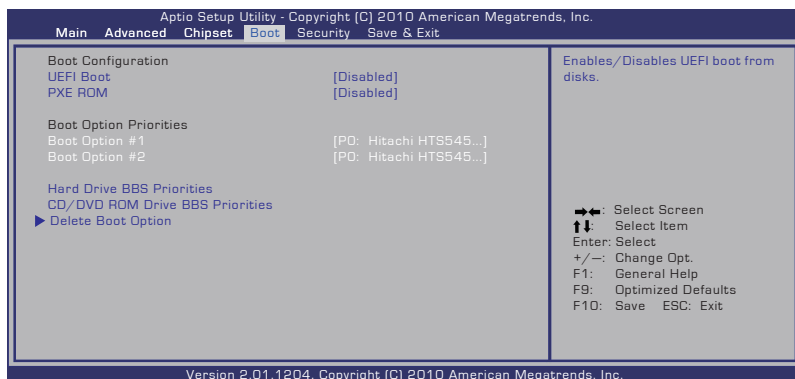 Aptio Setup Utility - Copyright (C) 2010 American Megatrends, Inc.
Main Advanced Chipset Boot Security Save & Exit
Boot Configuration
UEFI Boot [Disabled]
PXE ROM [Disabled]
Boot Option Priorities
Boot Option #1 [P0: Hitachi HTS545...]
Boot Option #2 [P0: Hitachi HTS545...]
Hard Drive BBS Priorities
CD/DVD ROM Drive BBS Priorities
Delete Boot Option
Enables/Disables UEFI boot from
disks.
→←: Select Screen
↑↓: Select Item
Enter: Select
+/—: Change Opt.
F1: General Help
F9: Optimized Defaults
F10: Save ESC: Exit
Version 2.01.1204. Copyright (C) 2010 American Megatrends, Inc.